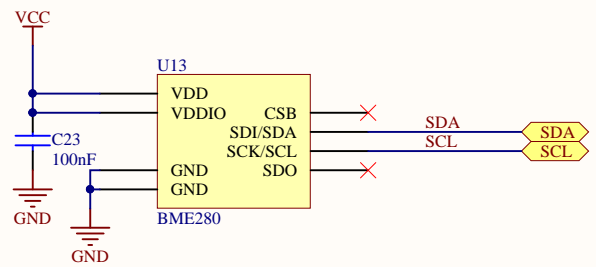 VCC
U13
VDD
VDDIO
CSB
SDI/SDA
SDA
SDA
SCK/SCL
SCL
SCL
C23
100nF
GND
SDO
GND
GND
BME280
GND